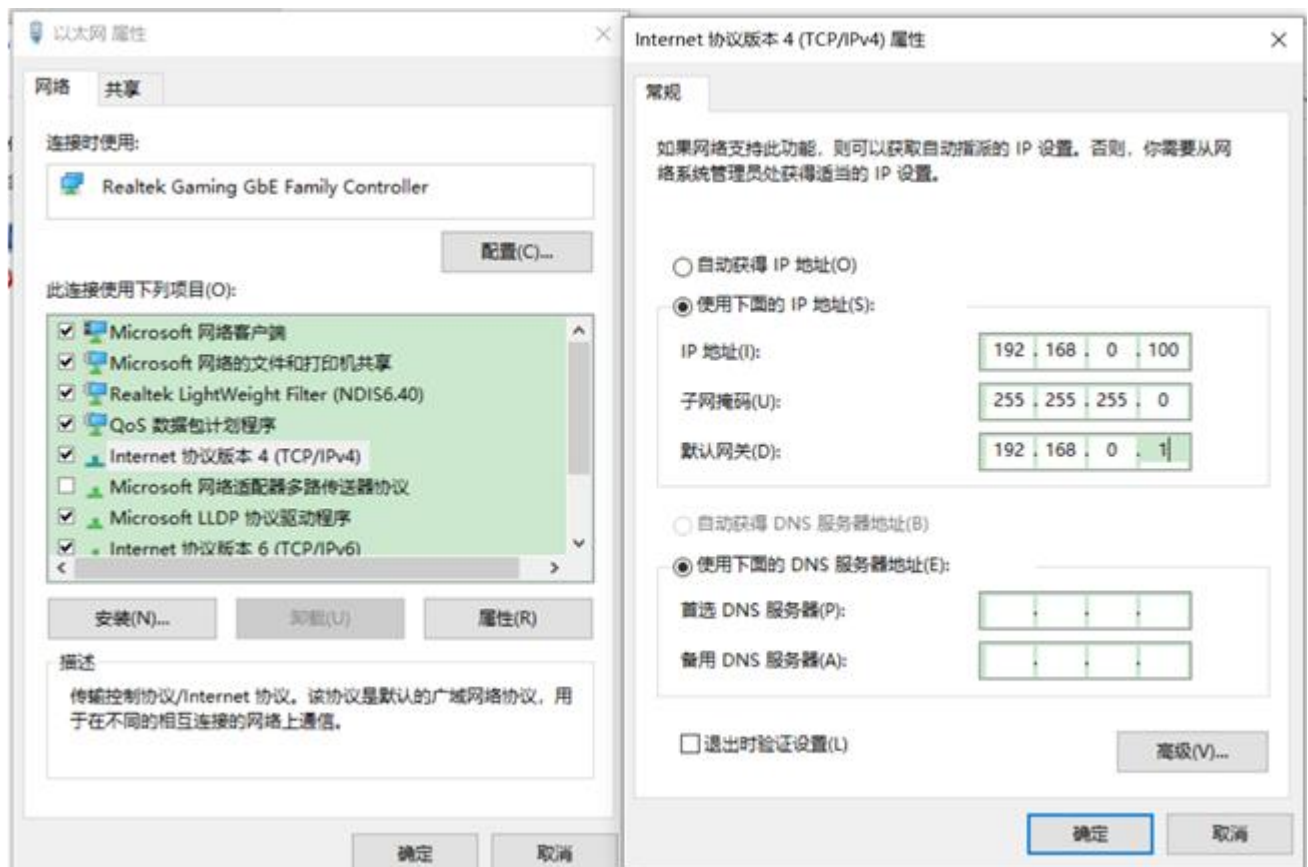 以太网 属性
网络
共享
连接时使用:
Realtek Gaming GbE Family Controller
配置(C)...
此连接使用下列项目(O):
Microsoft 网络客户端
Microsoft 网络的文件和打印机共享
Realtek LightWeight Filter (NDIS6.40)
QoS 数据包计划程序
Internet 协议版本 4 (TCP/IPv4)
Microsoft 网络适配器多路传送器协议
Microsoft LLDP 协议驱动程序
Internet 协议版本 6 (TCP/IPv6)
安装(N)...
卸载(U)
属性(R)
描述
传输控制协议/Internet 协议。该协议是默认的广域网络协议，用
于在不同的相互连接的网络上通信。
确定
取消
Internet 协议版本 4 (TCP/IPv4) 属性
常规
如果网络支持此功能，则可以获取自动指派的 IP 设置。否则，你需要从网
络系统管理员处获得适当的 IP 设置。
自动获得 IP 地址(O)
使用下面的 IP 地址(S):
IP 地址(I):
192 . 168 . 0 . 100
子网掩码(U):
255 . 255 . 255 . 0
默认网关(D):
192 . 168 . 0 . 1
自动获得 DNS 服务器地址(B)
使用下面的 DNS 服务器地址(E):
首选 DNS 服务器(P):
. . .
备用 DNS 服务器(A):
. . .
退出时验证设置(L)
高级(V)...
确定
取消